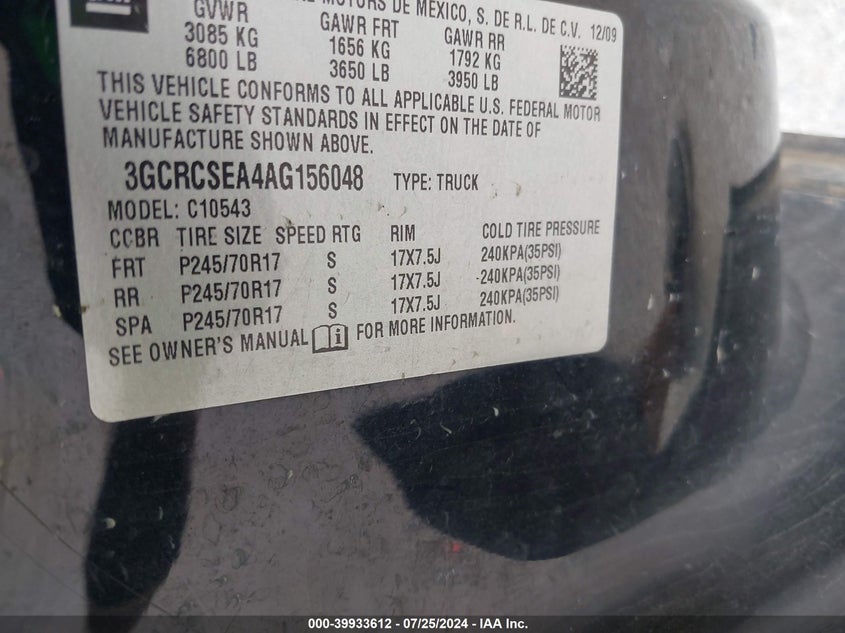 MOTORS DE MEXICO, S. DE R.L. DE C.V. 12/09
GVWR GAWR FRT GAWR RR
3085 KG 1656 KG 1792 KG
6800 LB 3650 LB 3950 LB
THIS VEHICLE CONFORMS TO ALL APPLICABLE U.S. FEDERAL MOTOR
VEHICLE SAFETY STANDARDS IN EFFECT ON THE DATE OF
MANUFACTURE SHOWN ABOVE.
3GCRCSEA4AG156048 TYPE: TRUCK
MODEL: C10543
CCBR TIRE SIZE SPEED RTG RIM COLD TIRE PRESSURE
FRT P245/70R17 S 17X7.5J 240KPA(35PSI)
RR P245/70R17 S 17X7.5J 240KPA(35PSI)
SPA P245/70R17 S 17X7.5J 240KPA(35PSI)
SEE OWNER'S MANUAL FOR MORE INFORMATION.
000-39933612 - 07/25/2024 - IAA Inc.